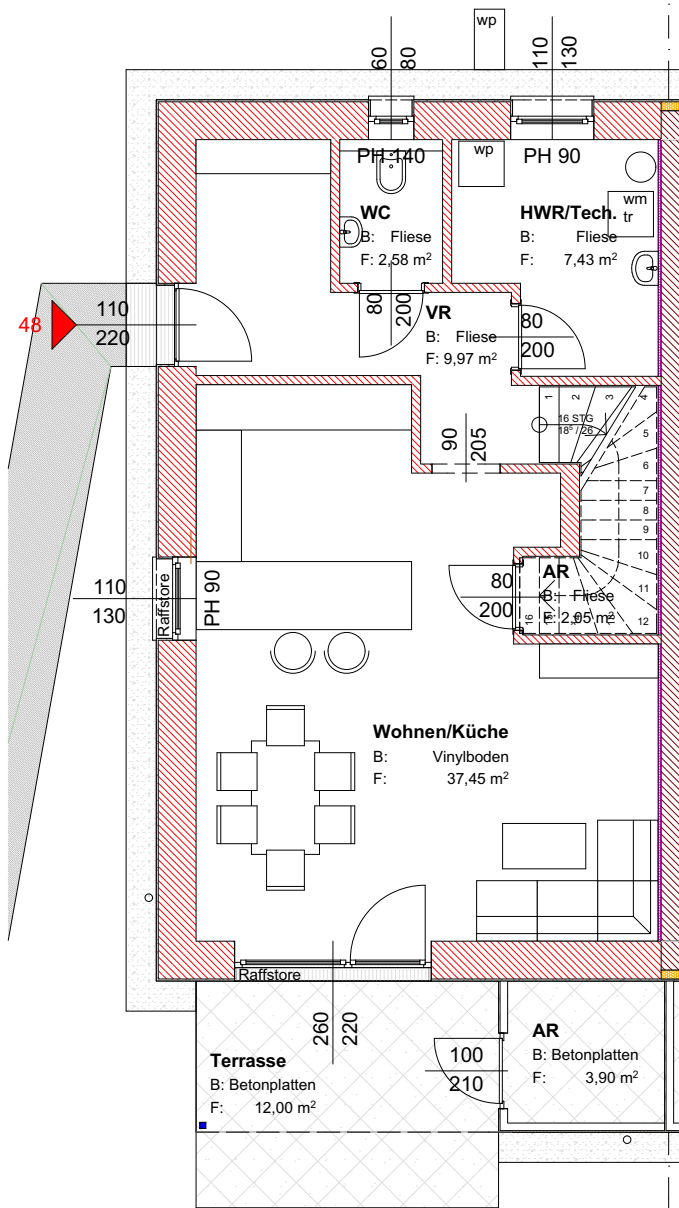 wp
60
80
110
130
PH 140
wp
PH 90
wm
tr
WC
B: Fliese
F: 2,58 m²
HWR/Tech.
B: Fliese
F: 7,43 m²
48
110
220
80
200
VR
B: Fliese
F: 9,97 m²
80
200
1
2
3
4
5
6
7
8
9
10
11
12
16 STG
18⁵ / 26
90
205
110
130
Raffstore
PH 90
80
200
AR
B: Fliese
F: 2,05 m²
16
Wohnen/Küche
B: Vinylboden
F: 37,45 m²
Raffstore
260
220
Terrasse
B: Betonplatten
F: 12,00 m²
100
210
AR
B: Betonplatten
F: 3,90 m²